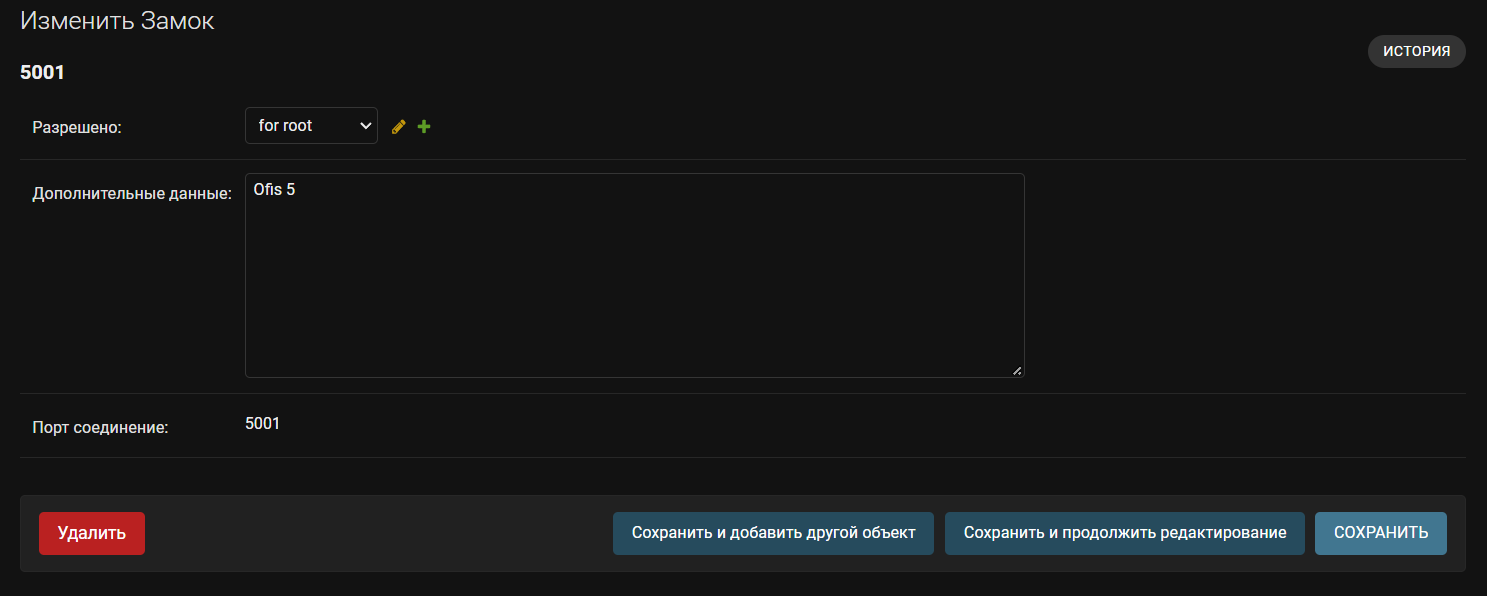 Изменить Замок
ИСТОРИЯ
5001
Разрешено:
for root
Дополнительные данные:
Ofis 5
Порт соединение:
5001
Удалить
Сохранить и добавить другой объект
Сохранить и продолжить редактирование
СОХРАНИТЬ